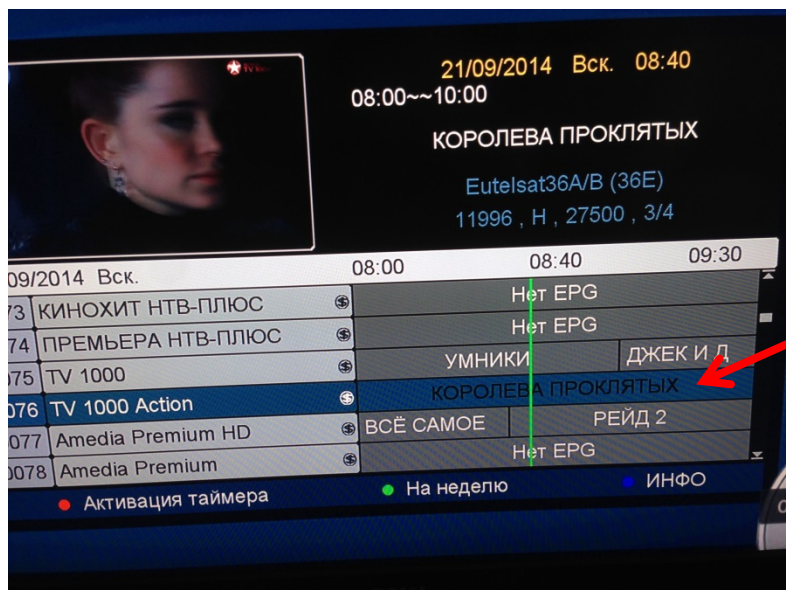 21/09/2014 Вск. 08:40
08:00~~10:00
КОРОЛЕВА ПРОКЛЯТЫХ
Eutelsat36A/B (36E)
11996 , H , 27500 , 3/4
09/2014 Вск. 08:00 08:40 09:30
73 КИНОХИТ НТВ-ПЛЮС Нет EPG
74 ПРЕМЬЕРА НТВ-ПЛЮС Нет EPG
075 TV 1000 УМНИКИ ДЖЕК И Д
076 TV 1000 Action КОРОЛЕВА ПРОКЛЯТЫХ
0077 Amedia Premium HD ВСЁ САМОЕ РЕЙД 2
0078 Amedia Premium Нет EPG
Активация таймера На неделю ИНФО